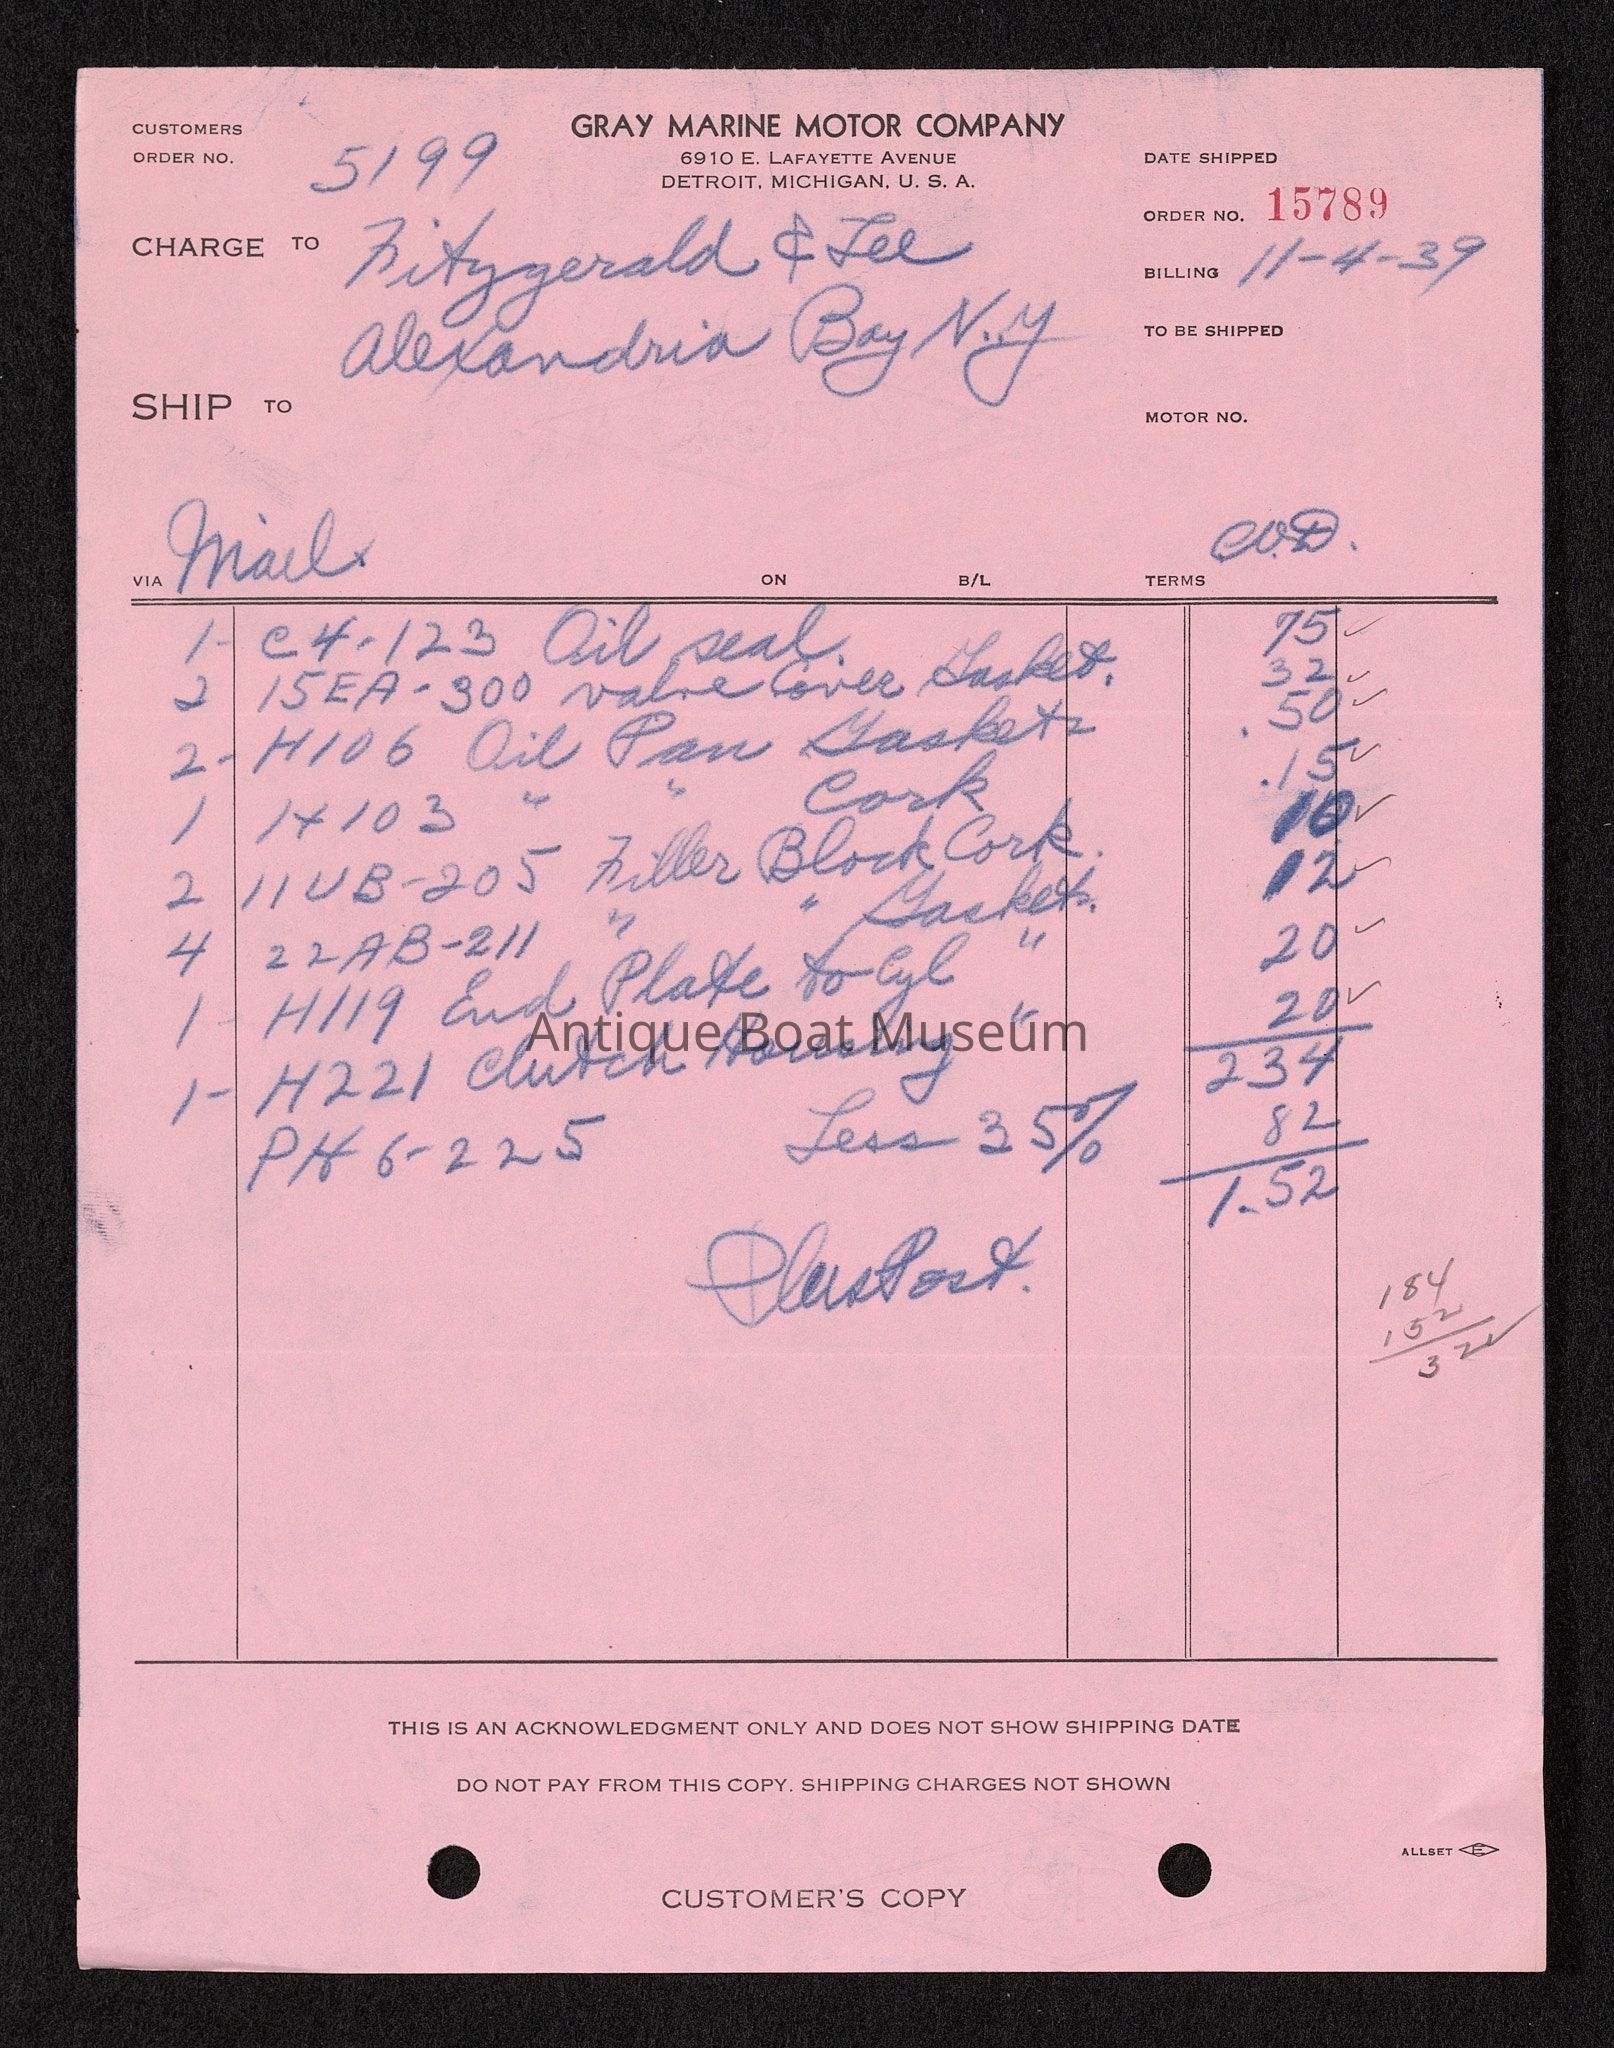 CUSTOMERS
ORDER NO. 5199
GRAY MARINE MOTOR COMPANY
6910 E. LAFAYETTE AVENUE
DETROIT, MICHIGAN, U. S. A.
DATE SHIPPED
ORDER NO. 15789
CHARGE TO Fitzgerald & Lee
BILLING 11-4-39
Alexandria Bay N.Y
TO BE SHIPPED
SHIP TO
MOTOR NO.
VIA Mail.
ON
B/L
TERMS C.O.D.
1- C4-123 Oil seal. 75
2 15EA-300 valve Cover Gasket. 32
2- H106 Oil Pan Gaskets .50
1 H103 " " Cork .15
2 11UB-205 Filler Block Cork. 10
4 22AB-211 " " Gaskets. 12
1- H119 End Plate to Cyl " 20
1- H221 Clutch Housing " 20
234
PH6-225 Less 35% 82
1.52
Plus Post.
184
152
32
THIS IS AN ACKNOWLEDGMENT ONLY AND DOES NOT SHOW SHIPPING DATE
DO NOT PAY FROM THIS COPY. SHIPPING CHARGES NOT SHOWN
ALLSET E
CUSTOMER'S COPY
Antique Boat Museum